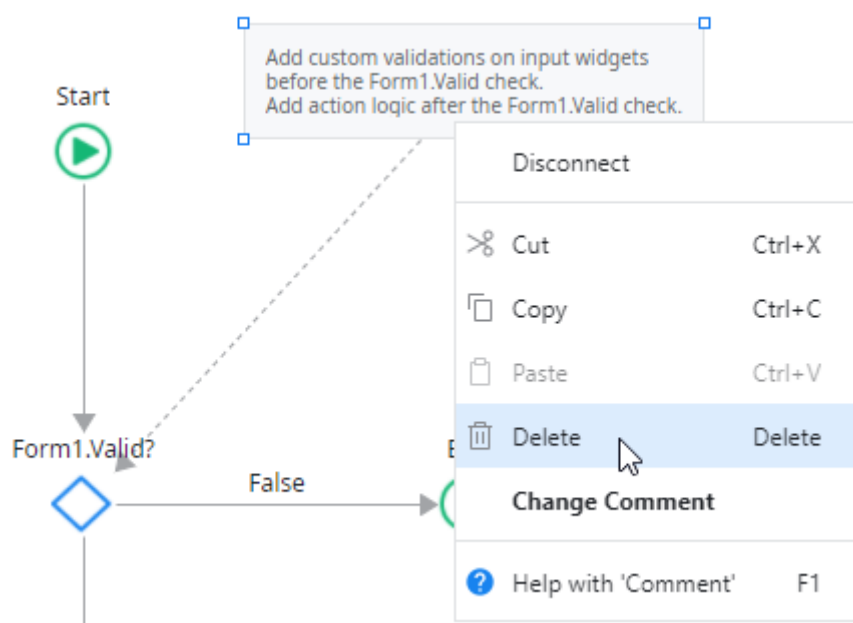 Add custom validations on input widgets
before the Form1.Valid check.
Add action logic after the Form1.Valid check.
Start
Disconnect
Cut Ctrl+X
Copy Ctrl+C
Paste Ctrl+V
Form1.Valid?
Delete Delete
False
Change Comment
Help with 'Comment' F1